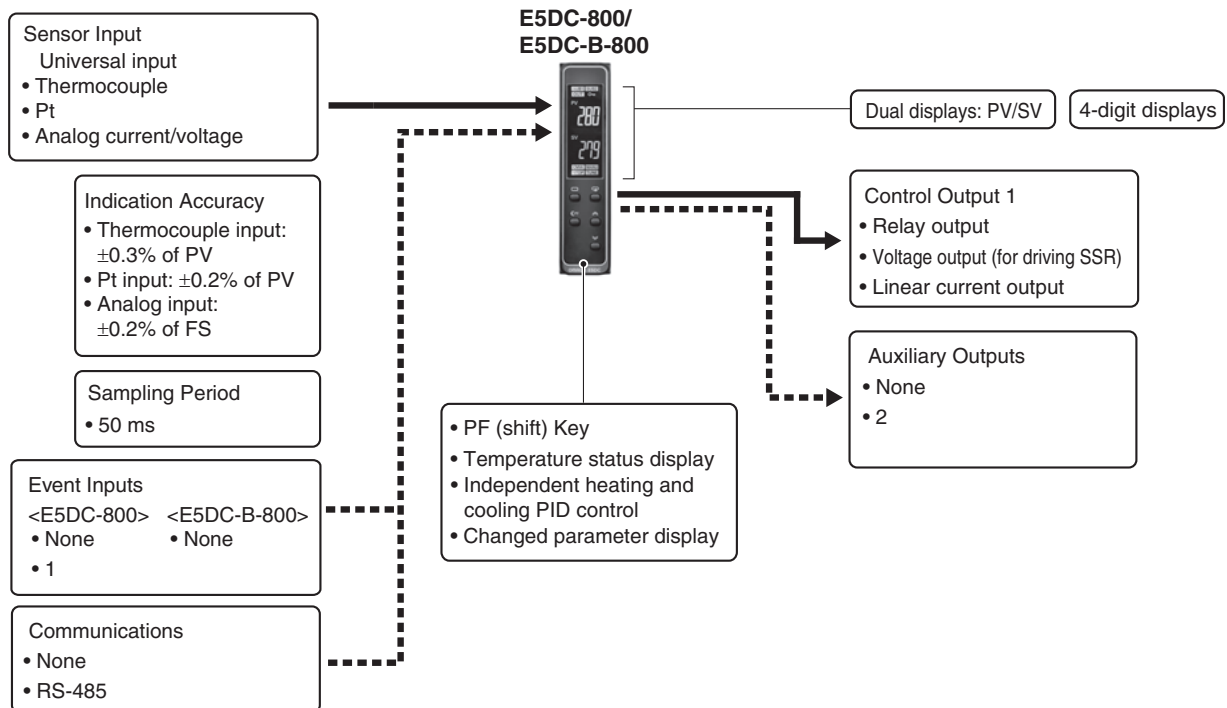 E5DC-800/
E5DC-B-800
Sensor Input
Universal input
• Thermocouple
• Pt
• Analog current/voltage
Indication Accuracy
• Thermocouple input:
±0.3% of PV
• Pt input: ±0.2% of PV
• Analog input:
±0.2% of FS
Sampling Period
• 50 ms
Event Inputs
<E5DC-800> <E5DC-B-800>
• None • None
• 1
Communications
• None
• RS-485
PV
280
SV
279
• PF (shift) Key
• Temperature status display
• Independent heating and
cooling PID control
• Changed parameter display
Dual displays: PV/SV
4-digit displays
Control Output 1
• Relay output
• Voltage output (for driving SSR)
• Linear current output
Auxiliary Outputs
• None
• 2